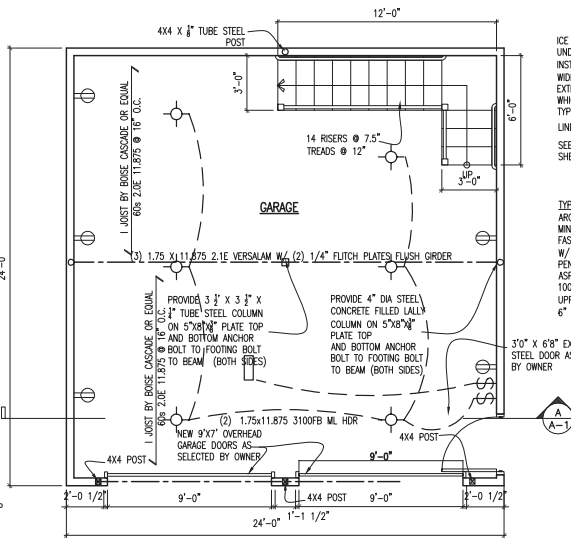 12'-0"
4X4 X 1/8" TUBE STEEL
POST
3'-0"
6'-0"
14 RISERS @ 7.5"
TREADS @ 12"
UP
3'-0"
I JOIST BY BOISE CASCADE OR EQUAL
60s 2.0E 11.875 @ 16" O.C.
GARAGE
24'-0"
(3) 1.75 X 11.875 2.1E VERSALAM W/ (2) 1/4" FLITCH PLATES FLUSH GIRDER
I JOIST BY BOISE CASCADE OR EQUAL
60s 2.0E 11.875 @ 16" O.C.
PROVIDE 3 1/2" X 3 1/2" X
1/4" TUBE STEEL COLUMN
ON 5"X8"X PLATE TOP
AND BOTTOM ANCHOR
BOLT TO FOOTING BOLT
TO BEAM (BOTH SIDES)
PROVIDE 4" DIA STEEL
CONCRETE FILLED LALLY
COLUMN ON 5"X8"X PLATE TOP
AND BOTTOM ANCHOR
BOLT TO FOOTING BOLT
TO BEAM (BOTH SIDES)
3'0" X 6'8" EX
STEEL DOOR AS
BY OWNER
SS
A
A-1
(2) 1.75x11.875 3100FB ML HDR
NEW 9'X7' OVERHEAD
GARAGE DOORS AS
SELECTED BY OWNER
4X4 POST
4X4 POST
9'-0"
4X4 POST
2'-0 1/2"
9'-0"
1'-1 1/2"
9'-0"
2'-0 1/2"
24'-0"
ICE
UND
INST
WID
EXT
WHI
TYP
LINE
SEE
SHE
TYP
ARC
MIN
FAS
W/
PEN
ASP
100
UPF
6"